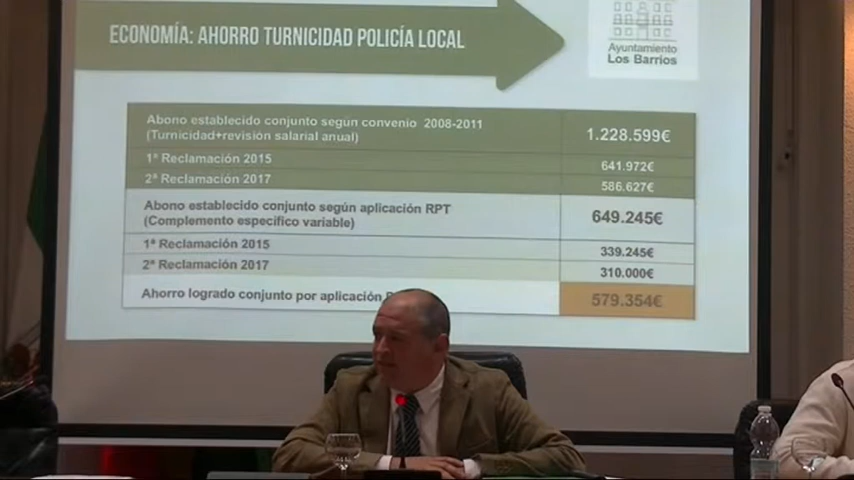 ECONOMÍA: AHORRO TURNICIDAD POLICÍA LOCAL
Ayuntamiento
Los Barrios
Abono establecido conjunto según convenio 2008-2011
(Turnicidad+revisión salarial anual)
1.228.599€
1ª Reclamación 2015
641.972€
2ª Reclamación 2017
586.627€
Abono establecido conjunto según aplicación RPT
(Complemento específico variable)
649.245€
1ª Reclamación 2015
339.245€
2ª Reclamación 2017
310.000€
Ahorro logrado conjunto por aplicación
579.354€